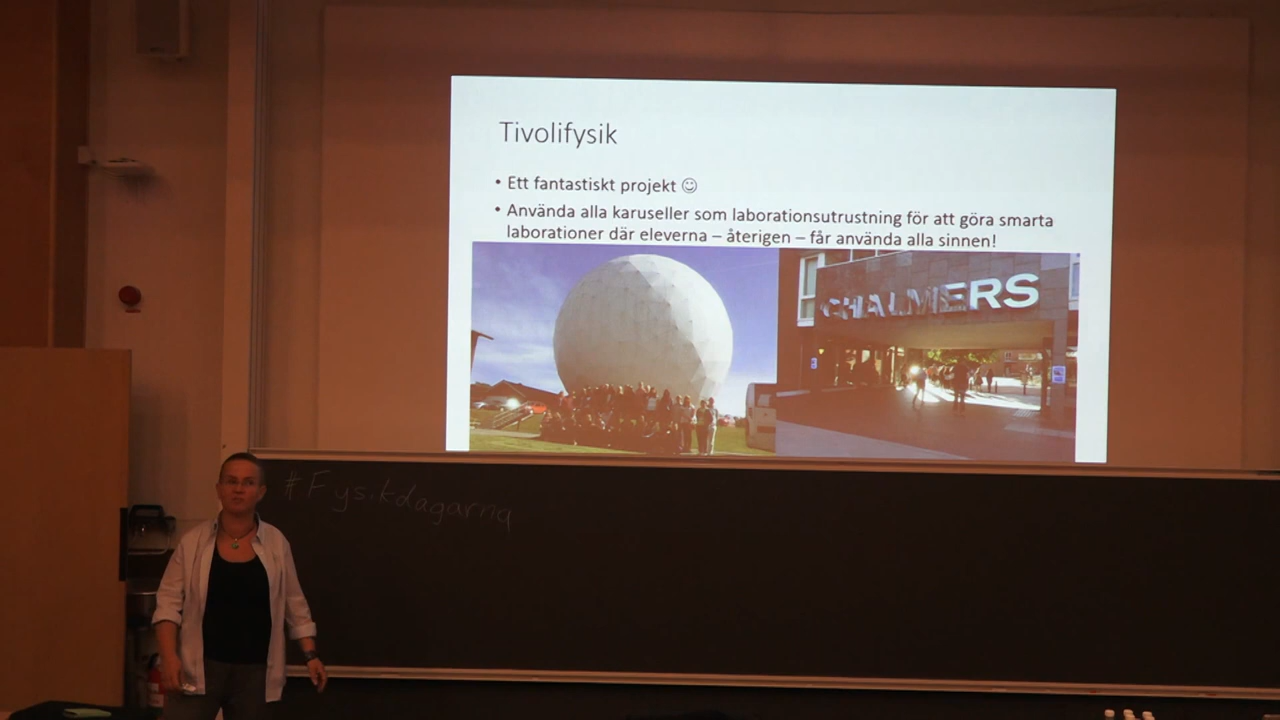 Tivolifysik
• Ett fantastiskt projekt ☺
• Använda alla karuseller som laborationsutrustning för att göra smarta
laborationer där eleverna – återigen – får använda alla sinnen!
CHALMERS
#Fysikdagarna